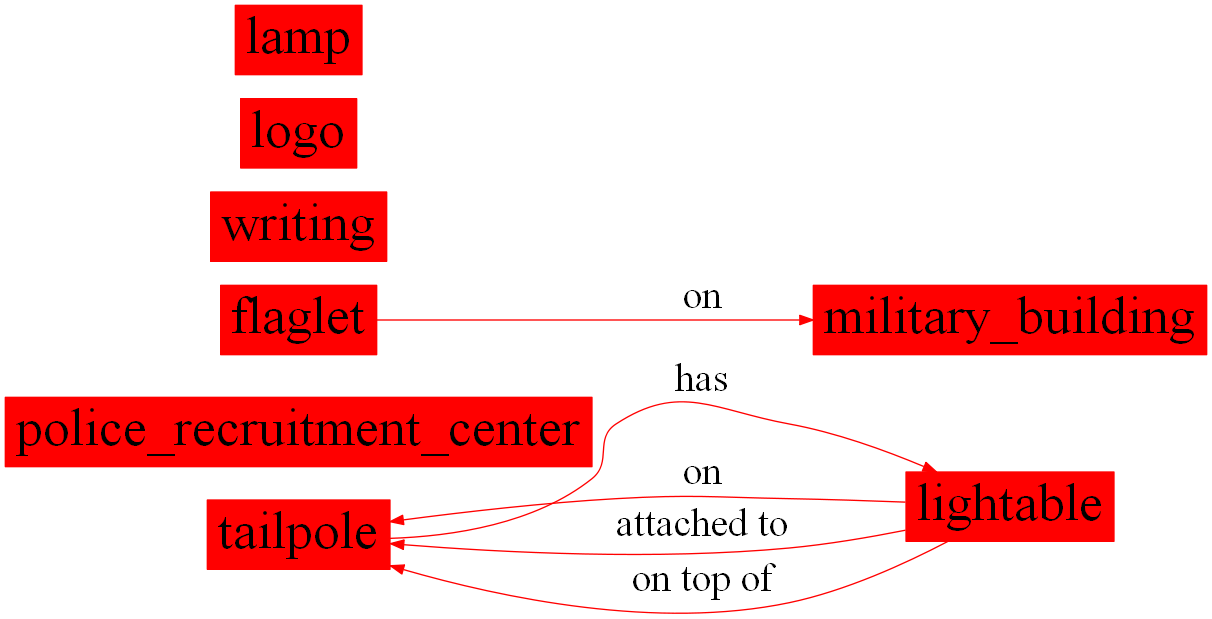 lamp
logo
writing
flaglet
on
military_building
has
police_recruitment_center
on
lightable
attached to
tailpole
on top of